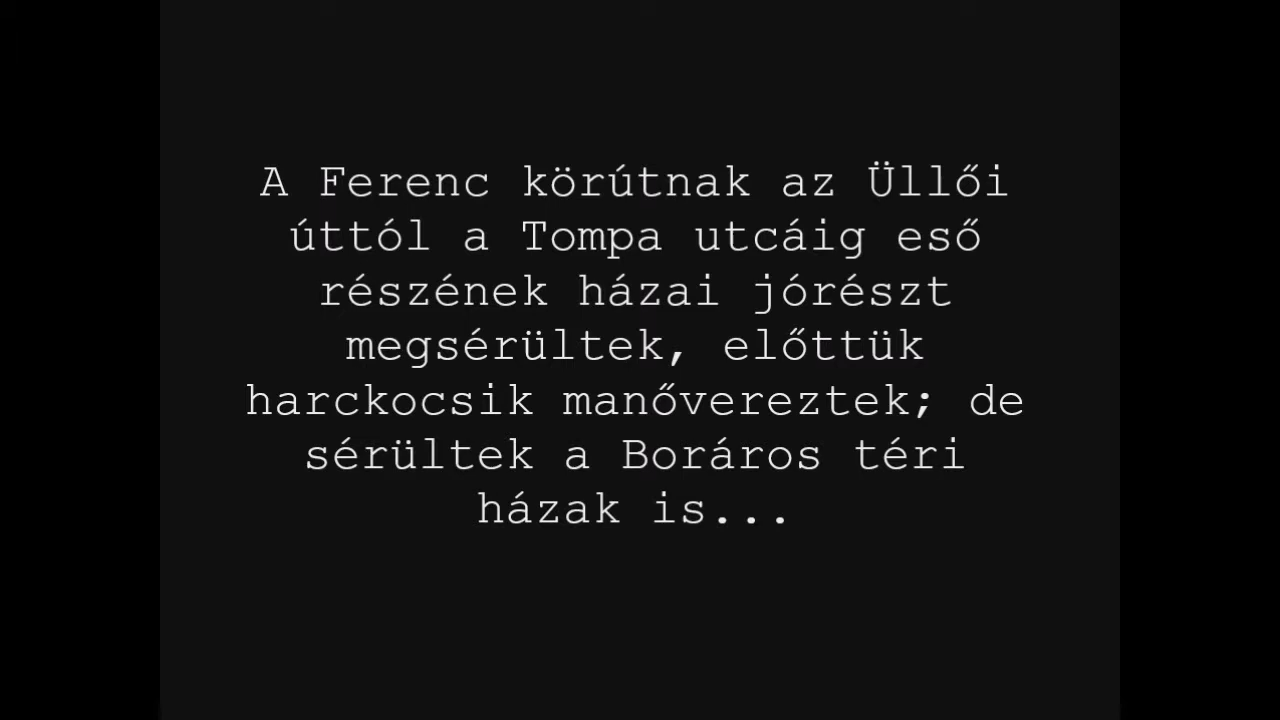 A Ferenc körútnak az Üllői
úttól a Tompa utcáig eső
részének házai jórészt
megsérültek, előttük
harckocsik manővereztek; de
sérültek a Boráros téri
házak is...